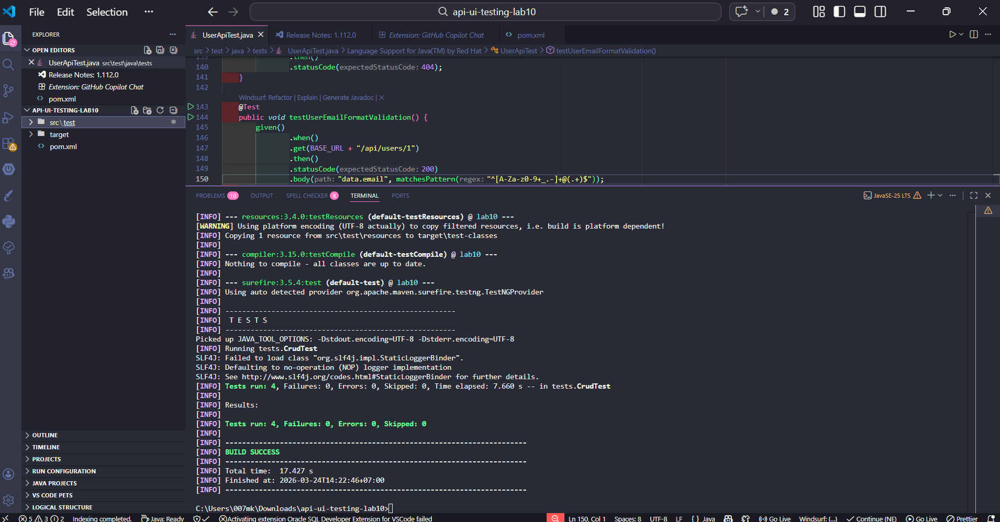 File Edit Selection ···
api-ui-testing-lab10
2
EXPLORER ···
OPEN EDITORS
UserApiTest.java src\test\java\tests
Release Notes: 1.112.0
Extension: GitHub Copilot Chat
pom.xml
API-UI-TESTING-LAB10
src\test
target
pom.xml
OUTLINE
TIMELINE
PROJECTS
RUN CONFIGURATION
JAVA PROJECTS
VS CODE PETS
LOGICAL STRUCTURE
UserApiTest.java Release Notes: 1.112.0 Extension: GitHub Copilot Chat pom.xml
src > test > java > tests > UserApiTest.java > Language Support for Java(TM) by Red Hat > UserApiTest > testUserEmailFormatValidation()
139 .then()
140 .statusCode(expectedStatusCode: 404);
141 }
142
Windsurf: Refactor | Explain | Generate Javadoc | ×
143 @Test
144 public void testUserEmailFormatValidation() {
145 given()
146 .when()
147 .get(BASE_URL + "/api/users/1")
148 .then()
149 .statusCode(expectedStatusCode: 200)
150 .body(path: "data.email", matchesPattern(regex: "^[A-Za-z0-9+_.-]+@(.+)$"));
PROBLEMS 10 OUTPUT SPELL CHECKER 8 TERMINAL PORTS
JavaSE-25 LTS
[INFO] --- resources:3.4.0:testResources (default-testResources) @ lab10 ---
[WARNING] Using platform encoding (UTF-8 actually) to copy filtered resources, i.e. build is platform dependent!
[INFO] Copying 1 resource from src\test\resources to target\test-classes
[INFO]
[INFO] --- compiler:3.15.0:testCompile (default-testCompile) @ lab10 ---
[INFO] Nothing to compile - all classes are up to date.
[INFO]
[INFO] --- surefire:3.5.4:test (default-test) @ lab10 ---
[INFO] Using auto detected provider org.apache.maven.surefire.testng.TestNGProvider
[INFO]
[INFO] -------------------------------------------------------
[INFO]  T E S T S
[INFO] -------------------------------------------------------
Picked up JAVA_TOOL_OPTIONS: -Dstdout.encoding=UTF-8 -Dstderr.encoding=UTF-8
[INFO] Running tests.CrudTest
SLF4J: Failed to load class "org.slf4j.impl.StaticLoggerBinder".
SLF4J: Defaulting to no-operation (NOP) logger implementation
SLF4J: See http://www.slf4j.org/codes.html#StaticLoggerBinder for further details.
[INFO] Tests run: 4, Failures: 0, Errors: 0, Skipped: 0, Time elapsed: 7.660 s -- in tests.CrudTest
[INFO]
[INFO] Results:
[INFO]
[INFO] Tests run: 4, Failures: 0, Errors: 0, Skipped: 0
[INFO]
[INFO] ------------------------------------------------------------------------
[INFO] BUILD SUCCESS
[INFO] ------------------------------------------------------------------------
[INFO] Total time:  17.427 s
[INFO] Finished at: 2026-03-24T14:22:46+07:00
[INFO] ------------------------------------------------------------------------
C:\Users\007mk\Downloads\api-ui-testing-lab10>
5 3 2 Indexing completed. Java: Ready Activating extension Oracle SQL Developer Extension for VSCode failed Ln 150, Col 1 Spaces: 8 UTF-8 LF { } Java Go Live Windsurf: {...} Continue (NE) Go Live Prettier